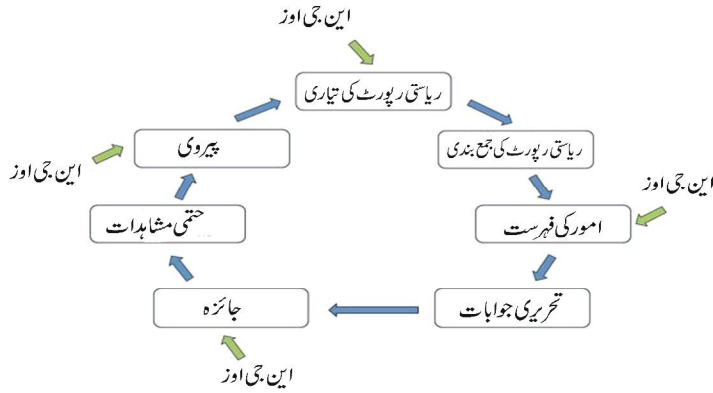 این جی اوز
ریاستی رپورٹ کی تیاری
ریاستی رپورٹ کی جمع بندی
این جی اوز
امور کی فہرست
تحریری جوابات
جائزہ
این جی اوز
حتمی مشاہدات
پیروی
این جی اوز